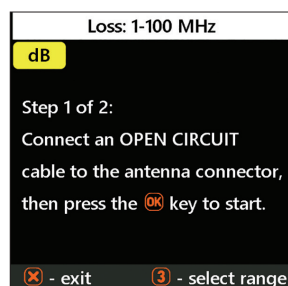 Loss: 1-100 MHz
dB
Step 1 of 2:
Connect an OPEN CIRCUIT
cable to the antenna connector,
then press the OK key to start.
X - exit 3 - select range